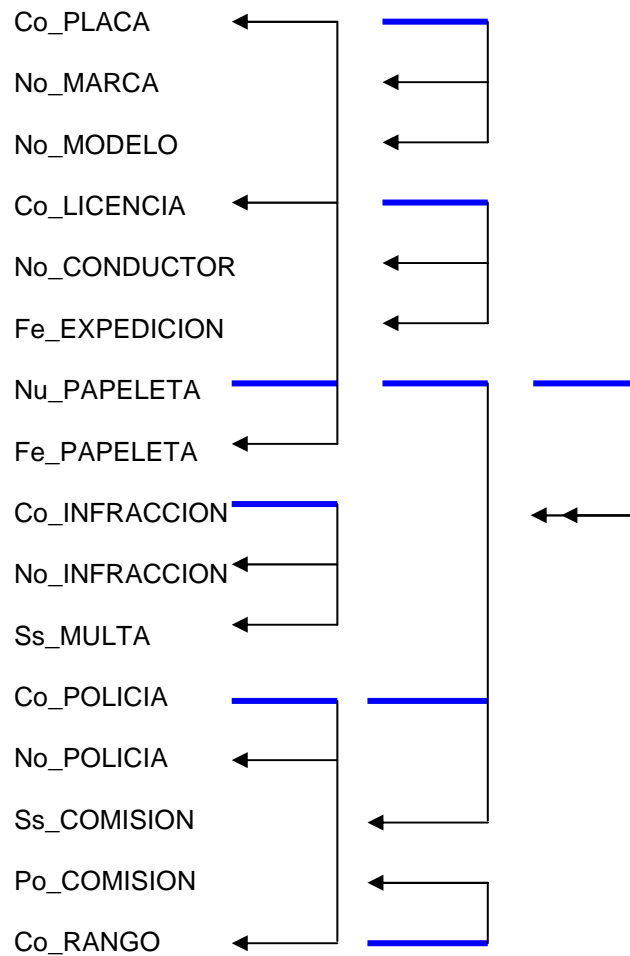 Co_PLACA
No_MARCA
No_MODELO
Co_LICENCIA
No_CONDUCTOR
Fe_EXPEDICION
Nu_PAPELETA
Fe_PAPELETA
Co_INFRACCION
No_INFRACCION
Ss_MULTA
Co_POLICIA
No_POLICIA
Ss_COMISION
Po_COMISION
Co_RANGO